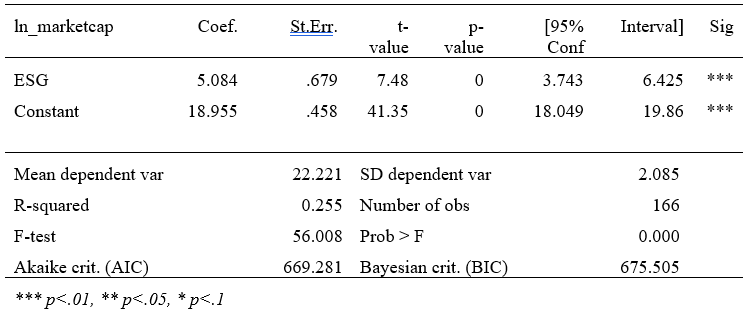 ln_marketcap Coef. St.Err. t-value p-value [95% Conf Interval] Sig
ESG 5.084 .679 7.48 0 3.743 6.425 ***
Constant 18.955 .458 41.35 0 18.049 19.86 ***
Mean dependent var 22.221 SD dependent var 2.085
R-squared 0.255 Number of obs 166
F-test 56.008 Prob > F 0.000
Akaike crit. (AIC) 669.281 Bayesian crit. (BIC) 675.505
*** p<.01, ** p<.05, * p<.1